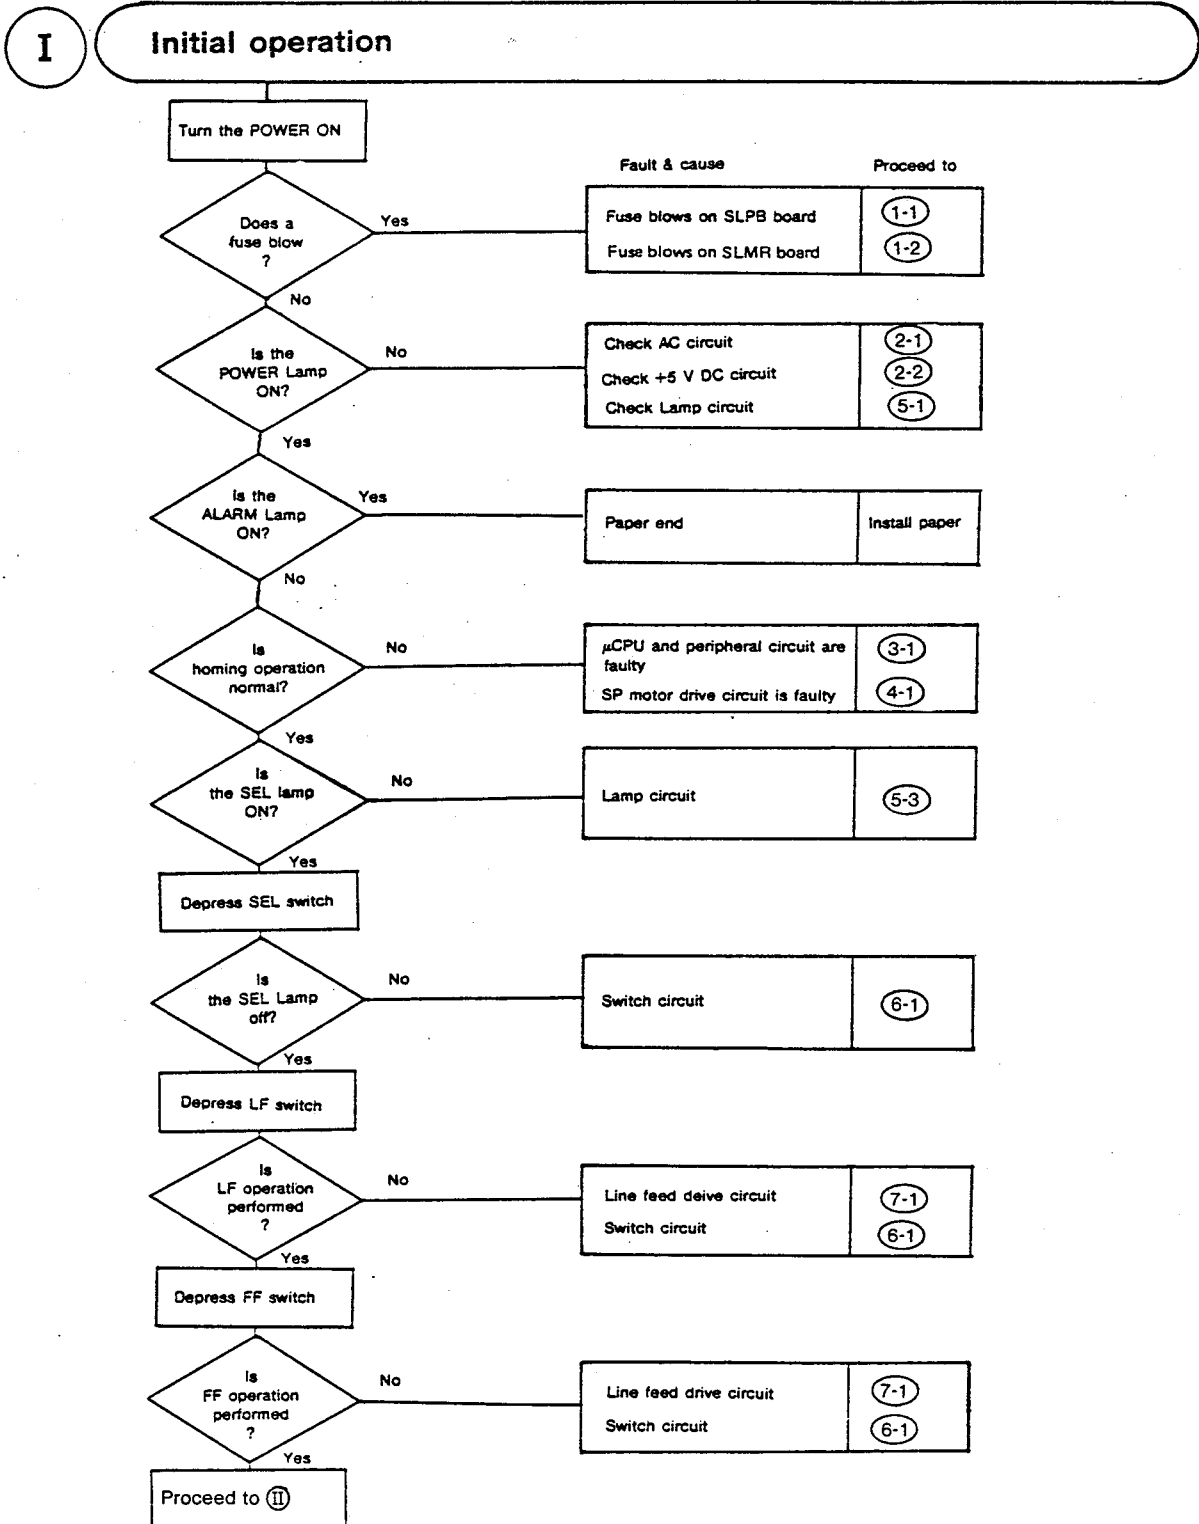 I
Initial operation
Turn the POWER ON
Fault & cause
Proceed to
Does a
fuse blow
?
Yes
Fuse blows on SLPB board
1-1
Fuse blows on SLMR board
1-2
No
Is the
POWER Lamp
ON?
No
Check AC circuit
2-1
Check +5 V DC circuit
2-2
Check Lamp circuit
5-1
Yes
Is the
ALARM Lamp
ON?
Yes
Paper end
Install paper
No
Is
homing operation
normal?
No
μCPU and peripheral circuit are
faulty
3-1
SP motor drive circuit is faulty
4-1
Yes
Is
the SEL lamp
ON?
No
Lamp circuit
5-3
Yes
Depress SEL switch
Is
the SEL Lamp
off?
No
Switch circuit
6-1
Yes
Depress LF switch
Is
LF operation
performed
?
No
Line feed deive circuit
7-1
Switch circuit
6-1
Yes
Depress FF switch
Is
FF operation
performed
?
No
Line feed drive circuit
7-1
Switch circuit
6-1
Yes
Proceed to II